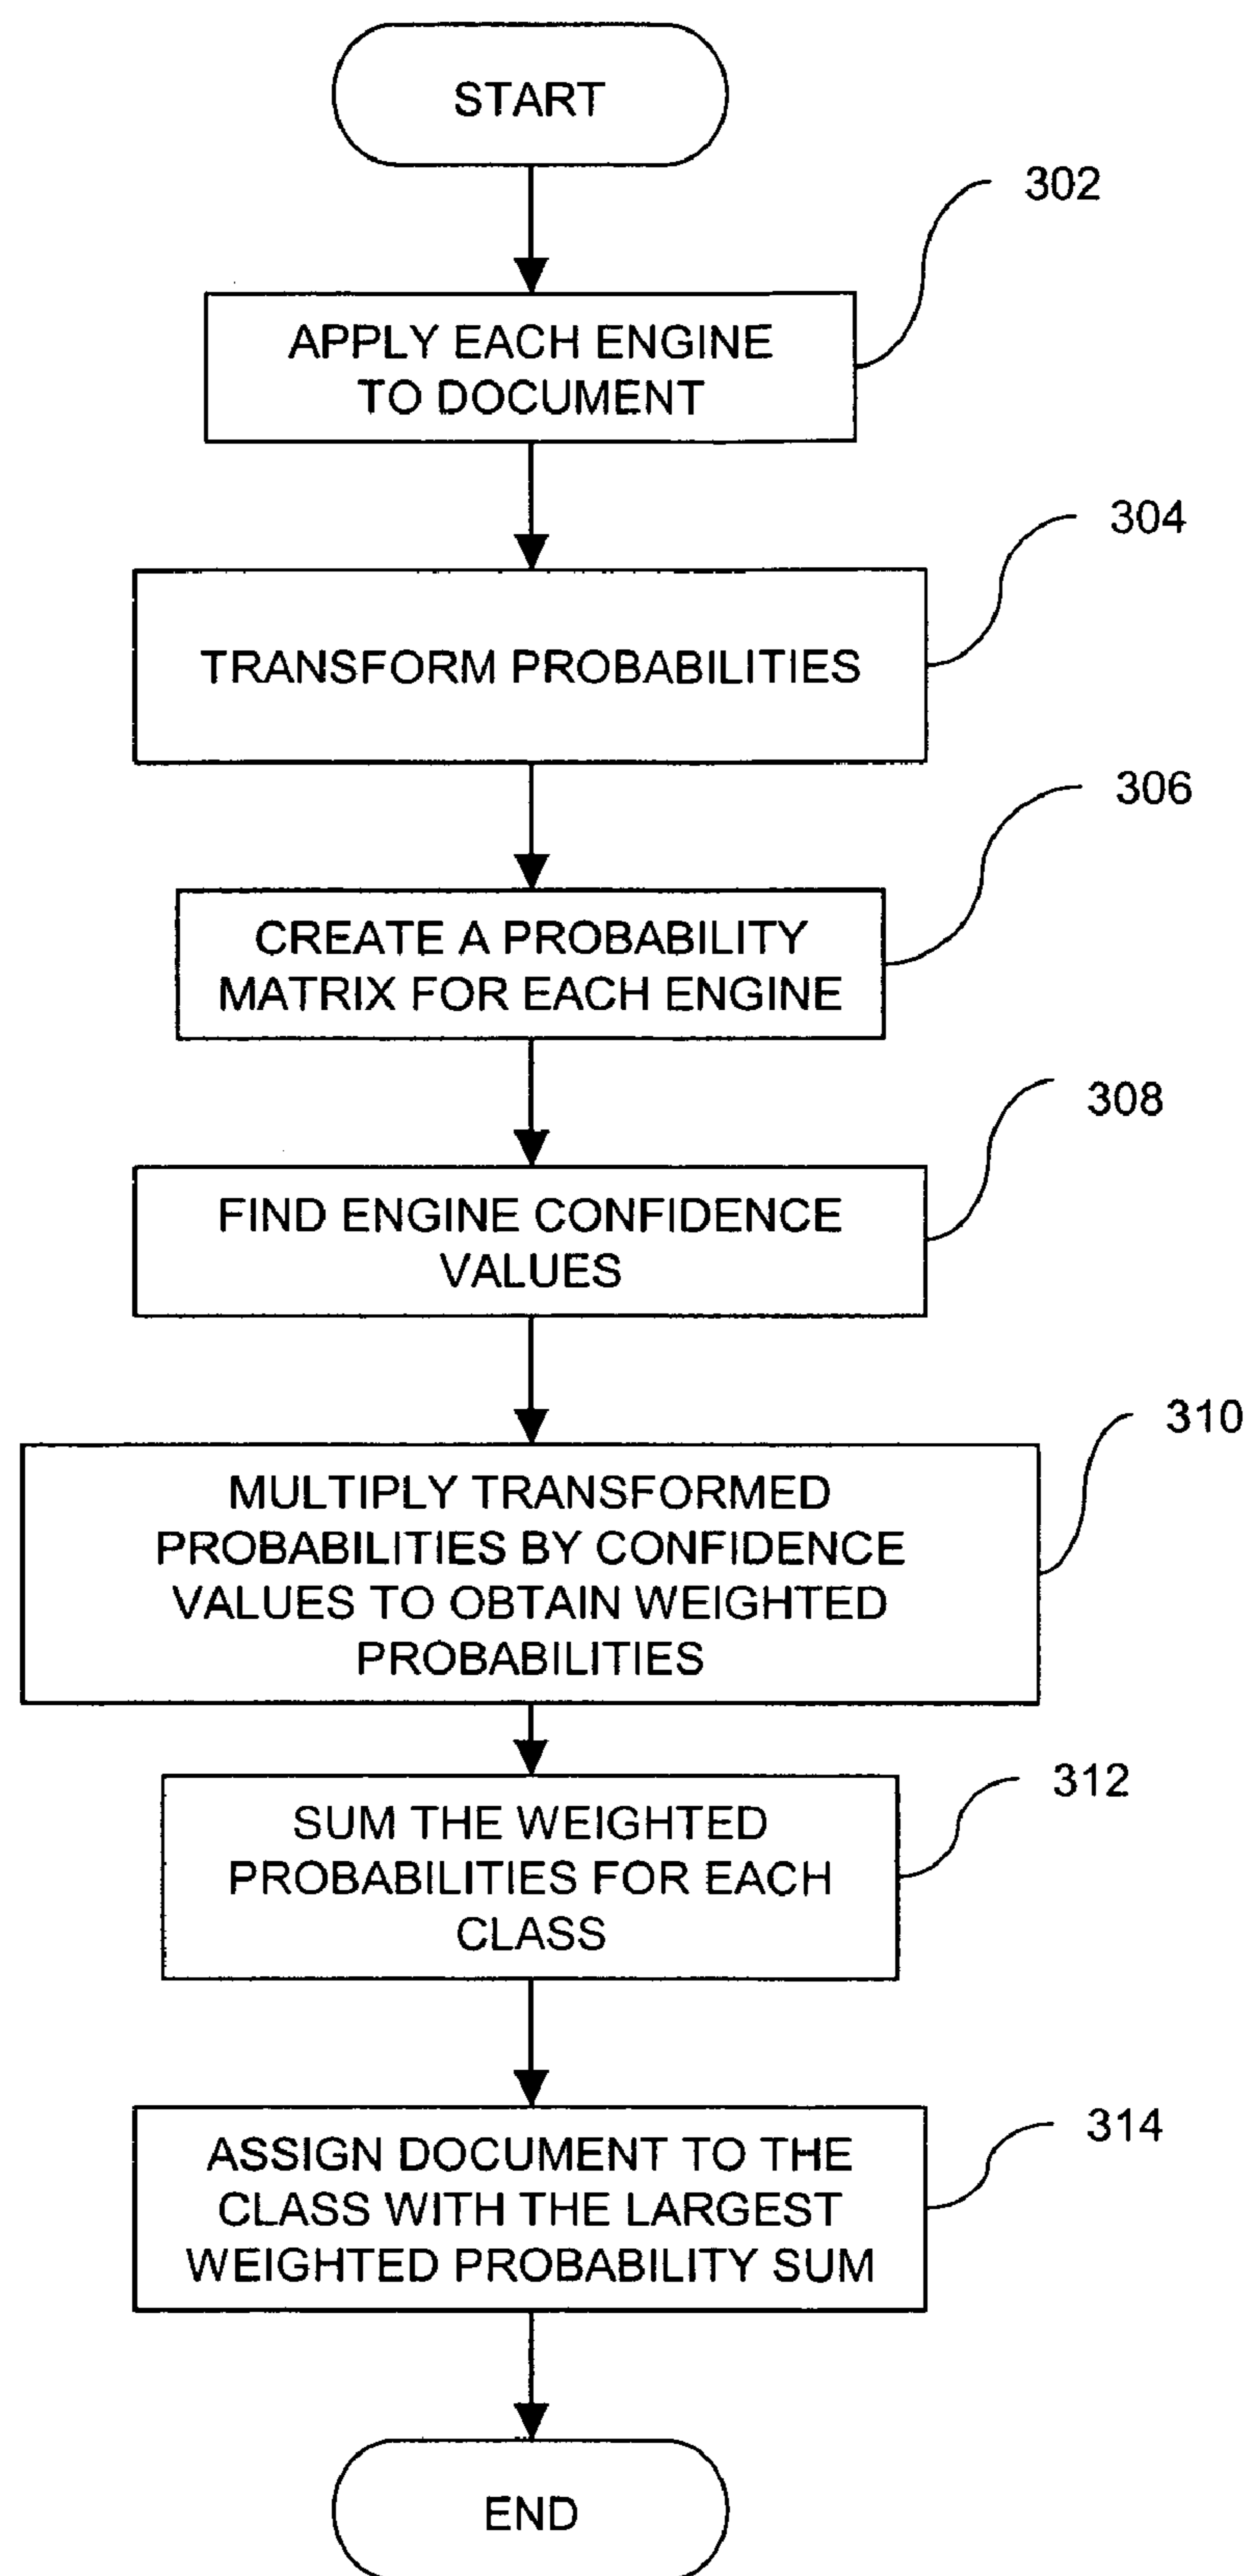 START
302
APPLY EACH ENGINE
TO DOCUMENT
304
TRANSFORM PROBABILITIES
306
CREATE A PROBABILITY
MATRIX FOR EACH ENGINE
308
FIND ENGINE CONFIDENCE
VALUES
310
MULTIPLY TRANSFORMED
PROBABILITIES BY CONFIDENCE
VALUES TO OBTAIN WEIGHTED
PROBABILITIES
312
SUM THE WEIGHTED
PROBABILITIES FOR EACH
CLASS
314
ASSIGN DOCUMENT TO THE
CLASS WITH THE LARGEST
WEIGHTED PROBABILITY SUM
END